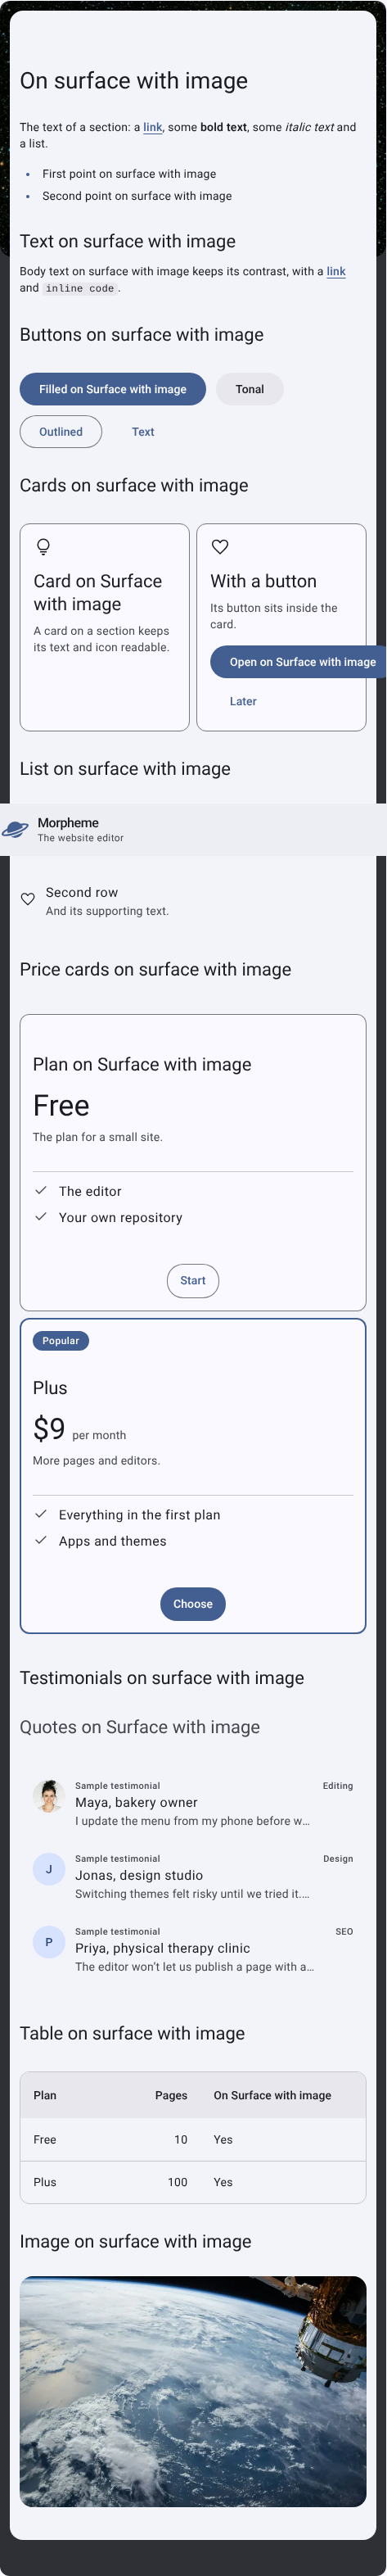 On surface with image
The text of a section: a link, some bold text, some italic text and
a list.
First point on surface with image
Second point on surface with image
Text on surface with image
Body text on surface with image keeps its contrast, with a link
and inline code.
Buttons on surface with image
Filled on Surface with image
Tonal
Outlined
Text
Cards on surface with image
Card on Surface
with image
A card on a section keeps
its text and icon readable.
With a button
Its button sits inside the
card.
Open on Surface with image
Later
List on surface with image
Morpheme
The website editor
Second row
And its supporting text.
Price cards on surface with image
Plan on Surface with image
Free
The plan for a small site.
The editor
Your own repository
Start
Popular
Plus
$9 per month
More pages and editors.
Everything in the first plan
Apps and themes
Choose
Testimonials on surface with image
Quotes on Surface with image
Sample testimonial Editing
Maya, bakery owner
I update the menu from my phone before w...
J
Sample testimonial Design
Jonas, design studio
Switching themes felt risky until we tried it....
P
Sample testimonial SEO
Priya, physical therapy clinic
The editor won't let us publish a page with a...
Table on surface with image
Plan Pages On Surface with image
Free 10 Yes
Plus 100 Yes
Image on surface with image